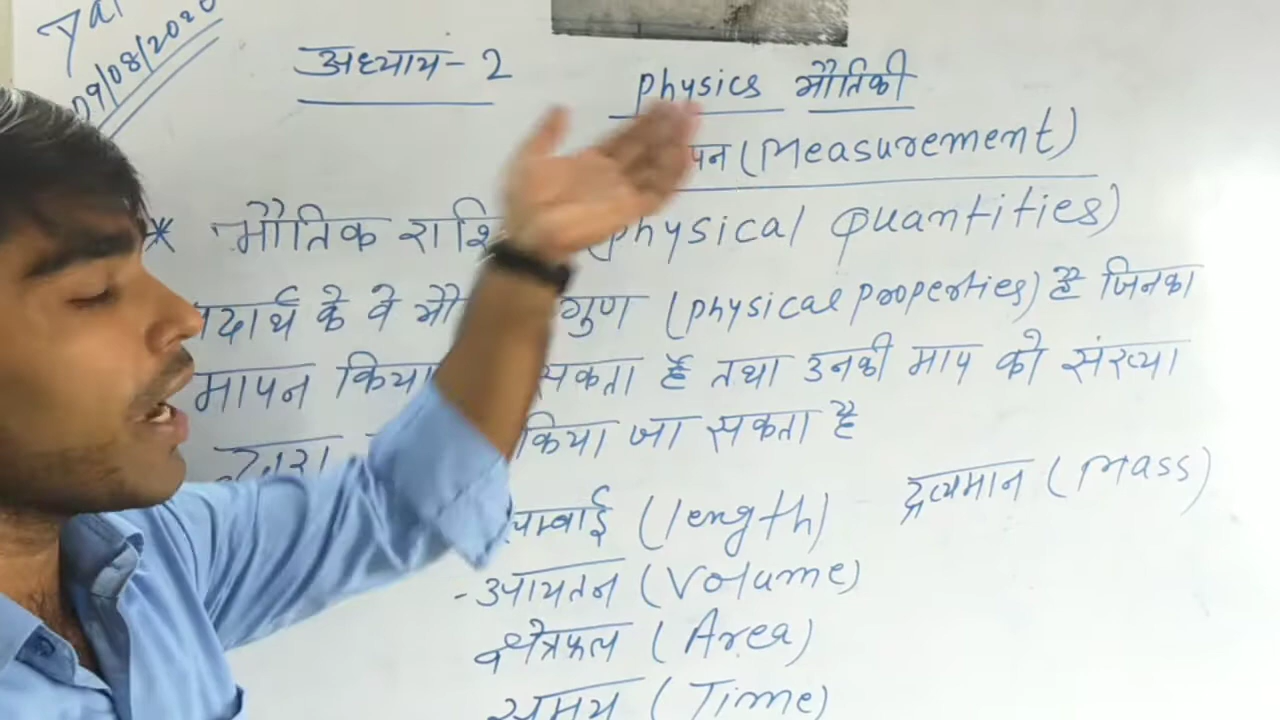 09/08/2020
अध्याय - 2
Physics भौतिकी
पन (Measurement)
* भौतिक राशि (Physical Quantities)
पदार्थ के वे भौ गुण (physical properties) है जिनका
मापन किया सकता है तथा उनकी माप को संख्या
द्वारा किया जा सकता है
लम्बाई (length) द्रव्यमान (Mass)
- आयतन (Volume)
क्षेत्रफल (Area)
समय (Time)